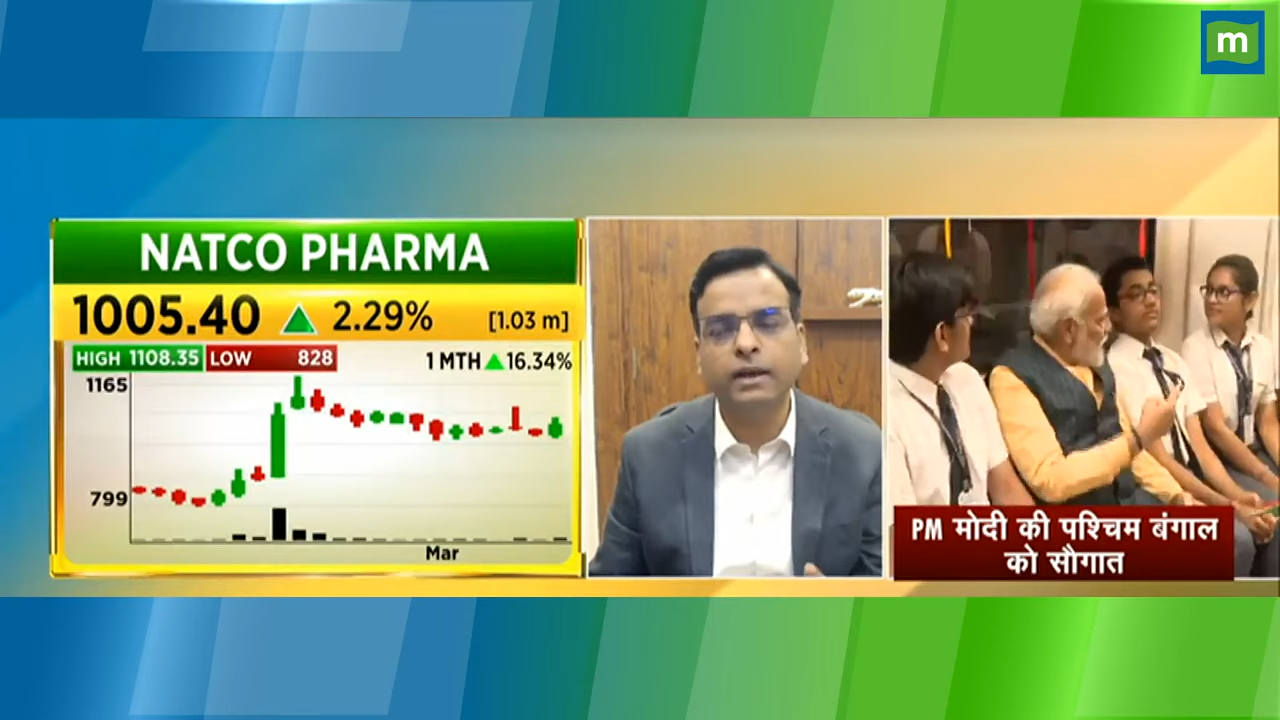 m
NATCO PHARMA
1005.40 2.29% [1.03 m]
HIGH 1108.35 LOW 828 1 MTH 16.34%
1165
799
Mar
PM मोदी की पश्चिम बंगाल
को सौगात